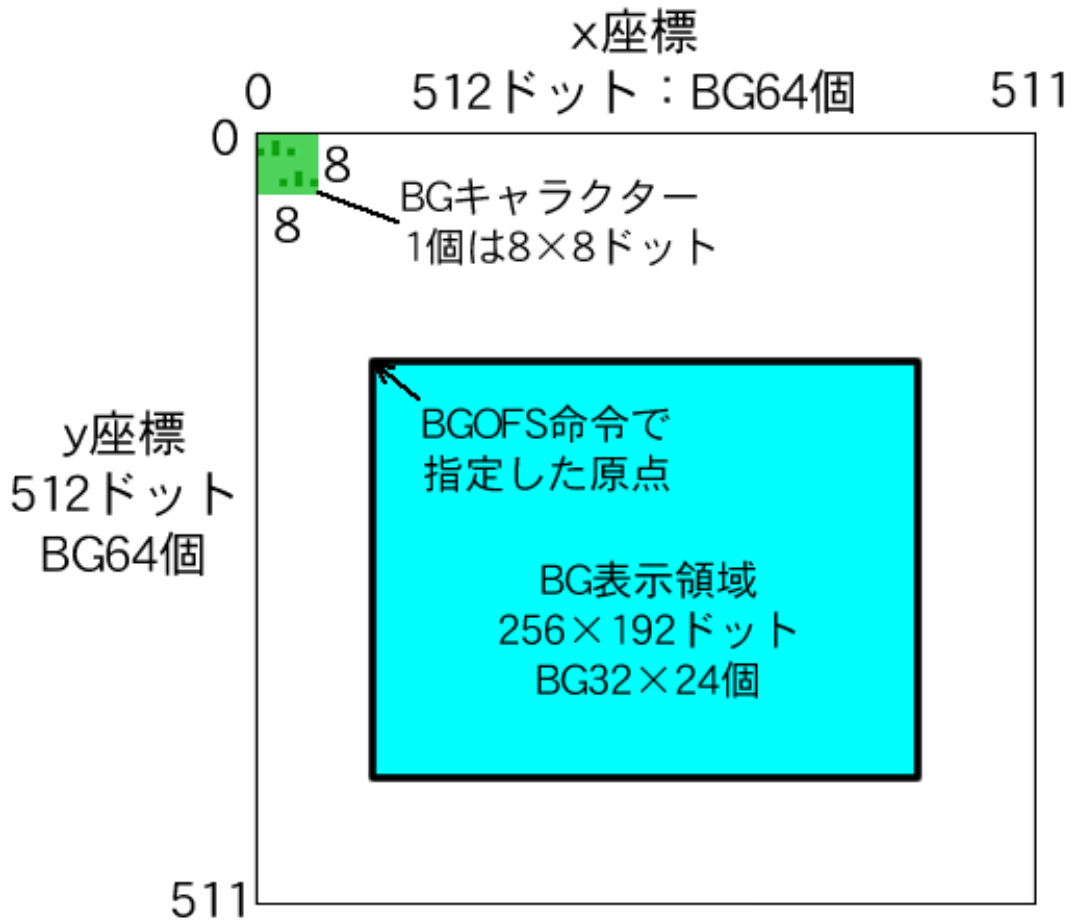 x座標
512ドット：BG64個
0
511
0
8
8
BGキャラクター
1個は8×8ドット
BGOFS命令で
指定した原点
y座標
512ドット
BG64個
BG表示領域
256×192ドット
BG32×24個
511